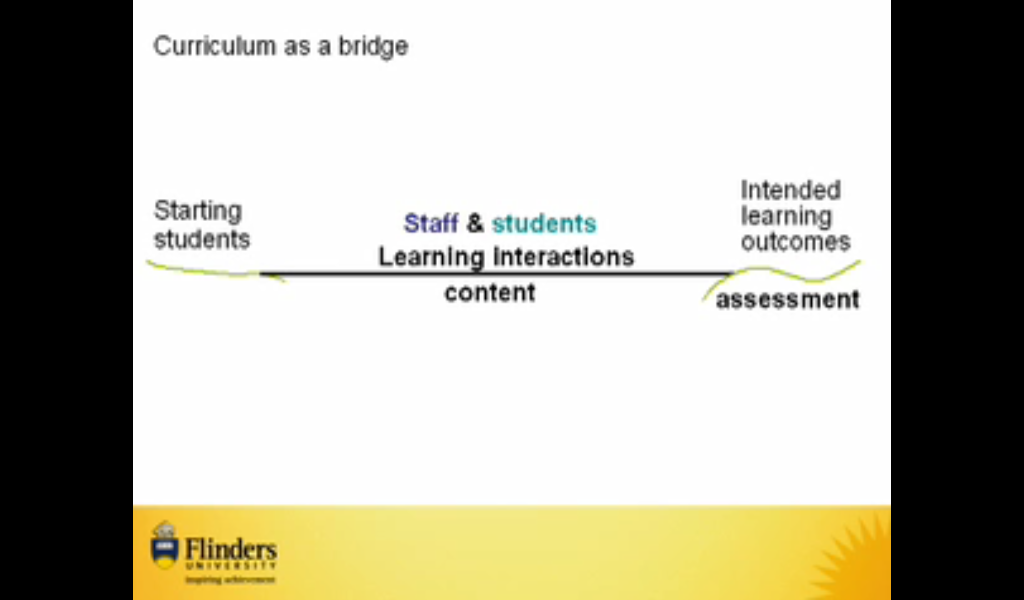 Curriculum as a bridge
Starting
students
Staff & students
Learning Interactions
content
Intended
learning
outcomes
assessment
Flinders
UNIVERSITY
inspiring achievement